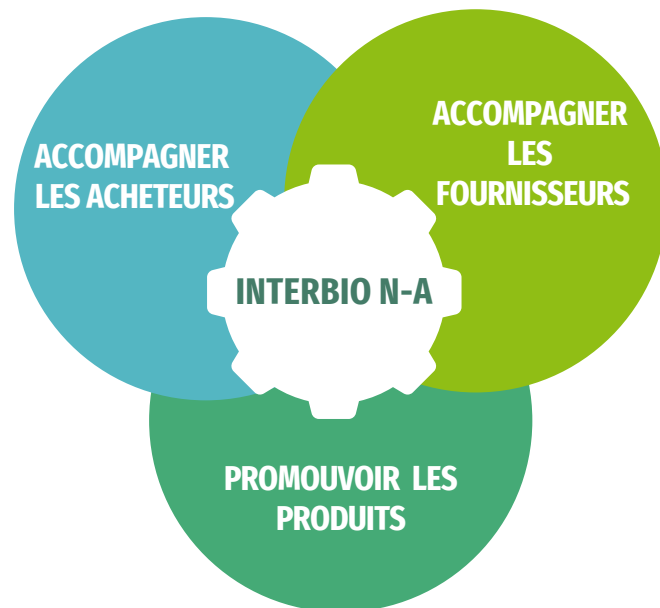 ACCOMPAGNER
LES ACHETEURS
ACCOMPAGNER
LES
FOURNISSEURS
INTERBIO N-A
PROMOUVOIR LES
PRODUITS